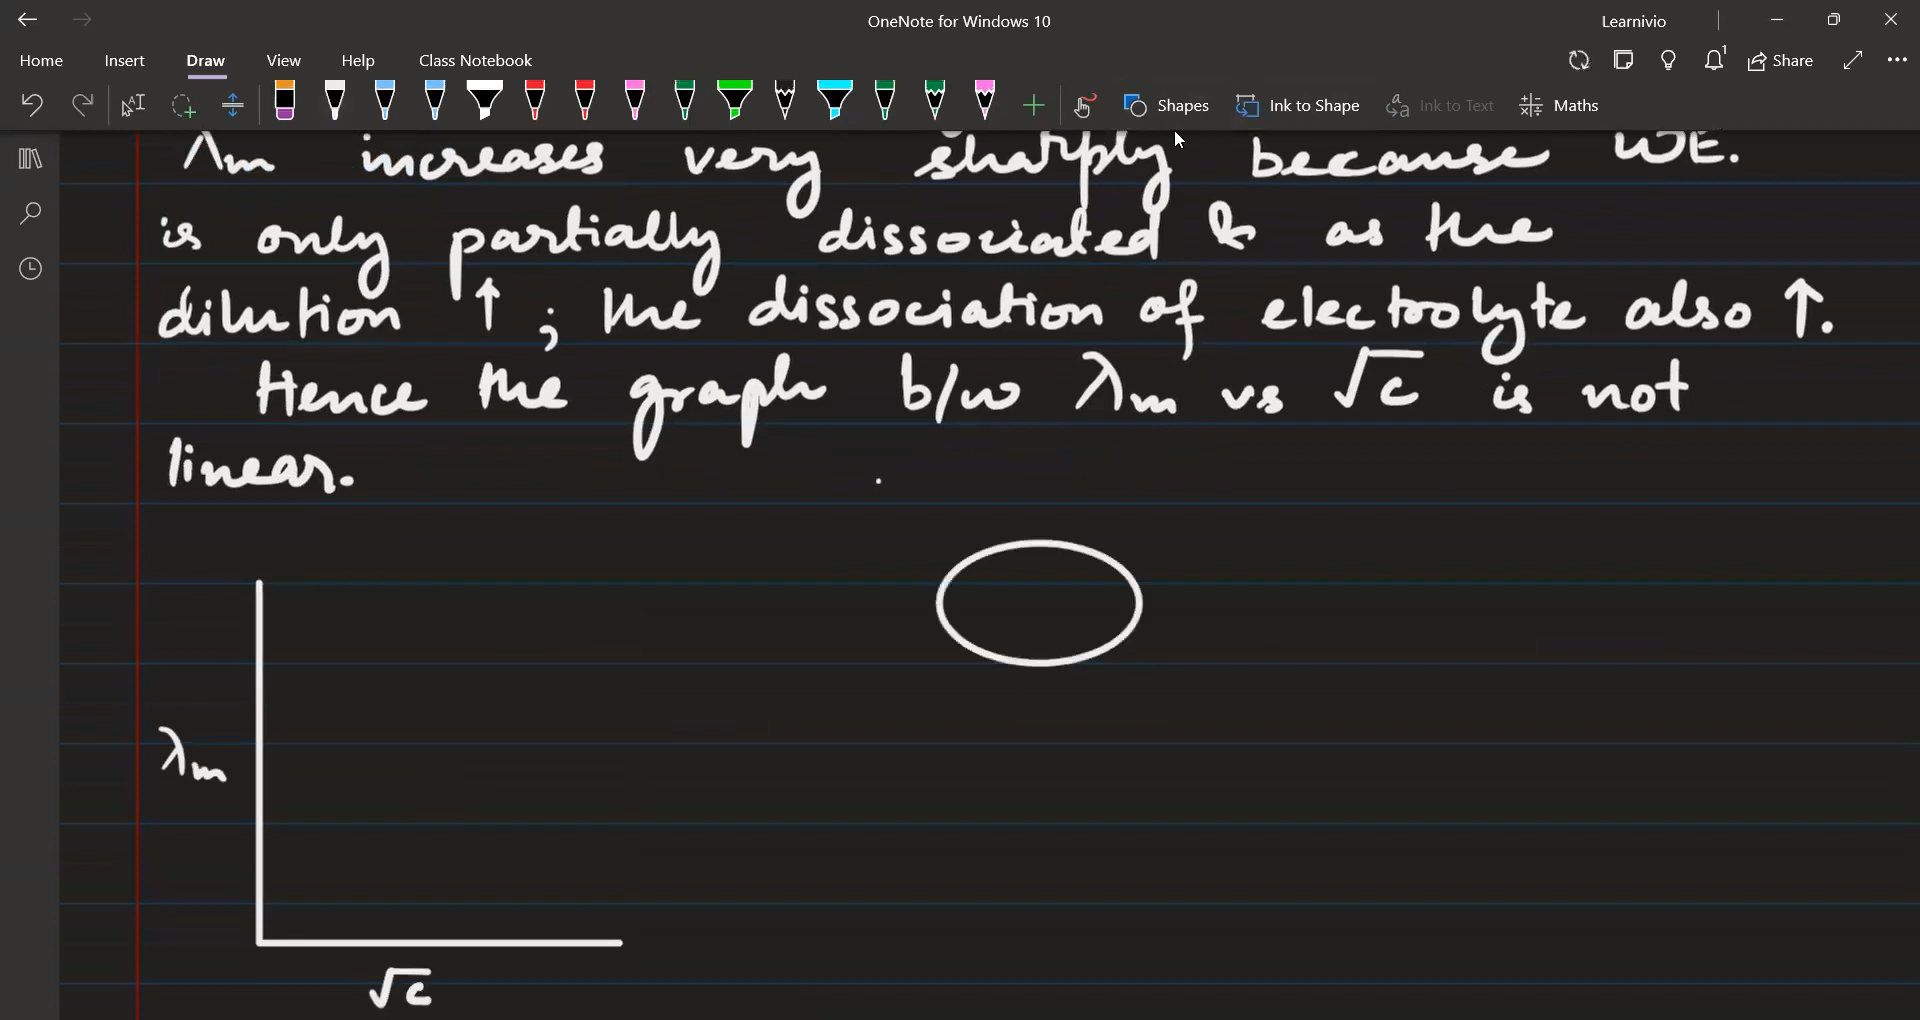 OneNote for Windows 10
Learnivio
Home Insert Draw View Help Class Notebook
1
Share
Shapes
Ink to Shape
Ink to Text
Maths
λm increases very sharply because WE.
is only partially dissociated & as the
dilution ↑ ; the dissociation of electrolyte also ↑.
Hence the graph b/w λm vs √c is not
linear.
λm
√c